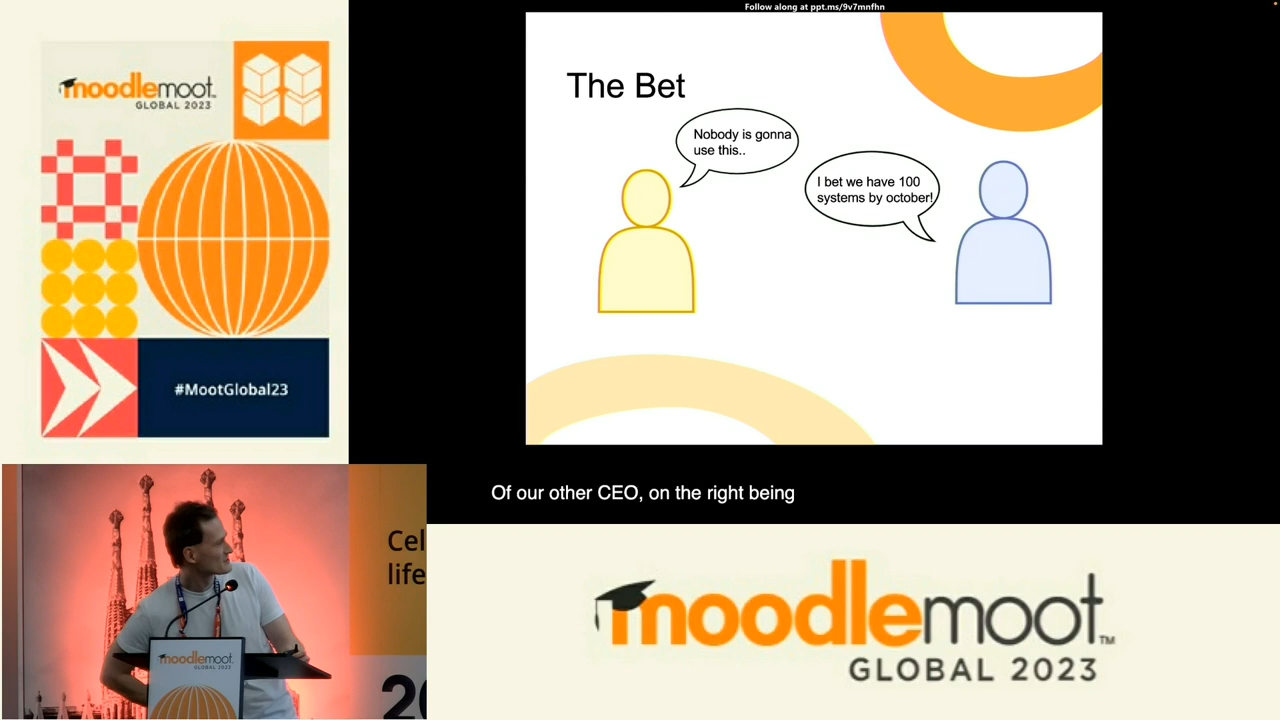 Follow along at ppt.ms/9v7mnfhn
moodlemoot
GLOBAL 2023
#MootGlobal23
The Bet
Nobody is gonna
use this..
I bet we have 100
systems by october!
Of our other CEO, on the right being
Cel
life
moodlemoot
GLOBAL 2023
moodlemoot™
GLOBAL 2023